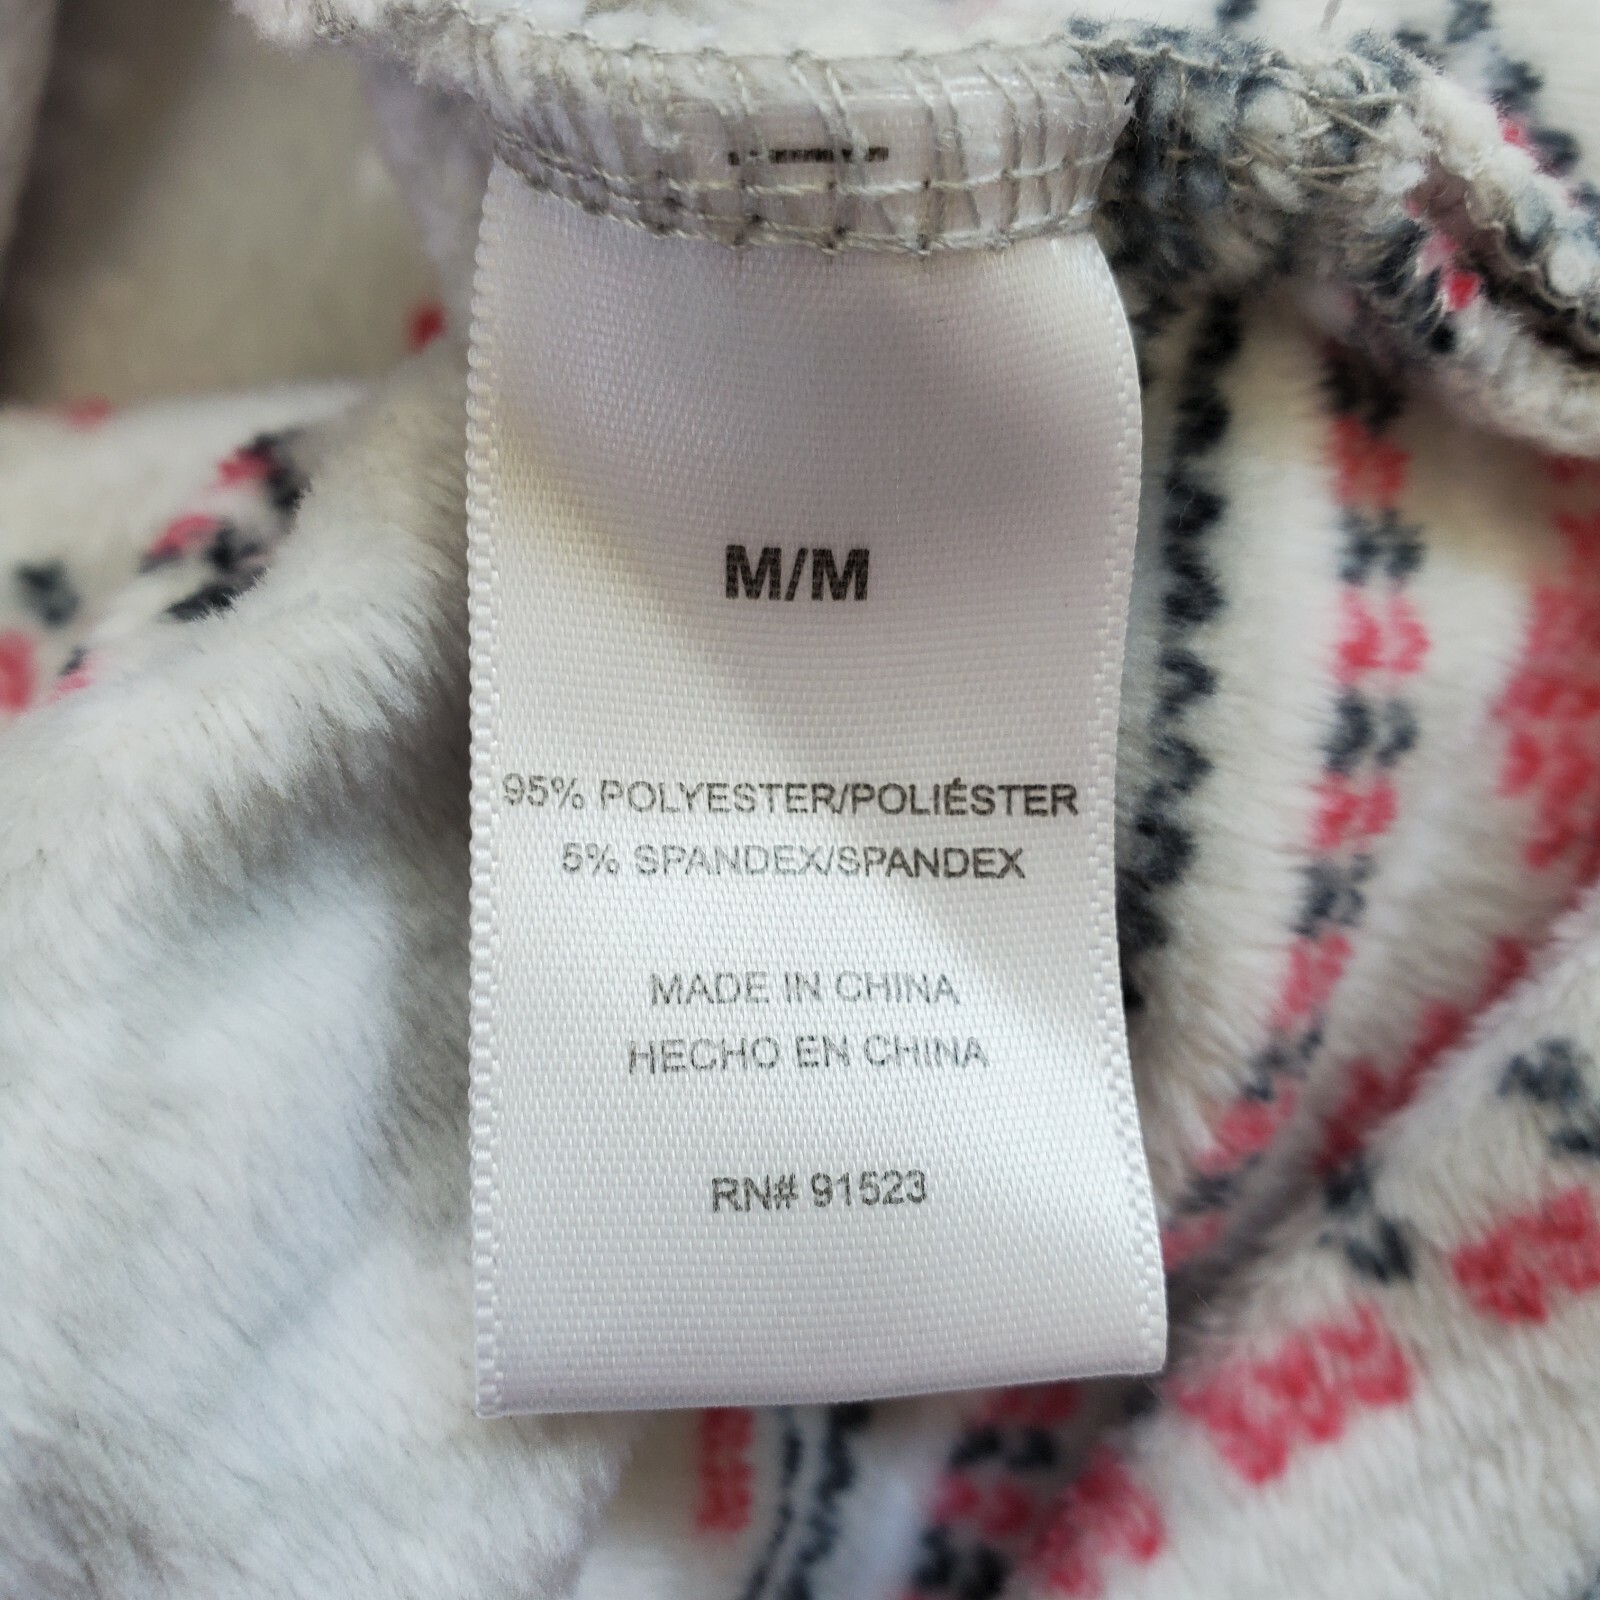 M/M
95% POLYESTER/POLIÉSTER
5% SPANDEX/SPANDEX
MADE IN CHINA
HECHO EN CHINA
RN# 91523